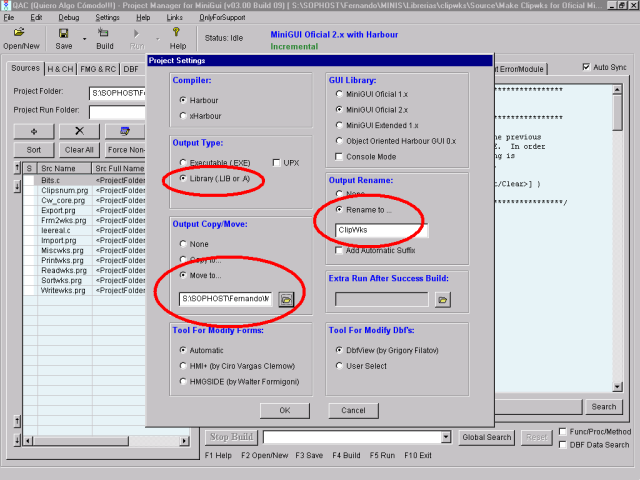 QAC (Quiero Algo Cómodo!!!) - Project Manager for MiniGui (v03.00 Build 09) [ S:\SOPHOST\Fernando\MINIS\Librerias\clipwks\Source\Make Clipwks for Oficial Mi...
File Edit Debug Settings Help Links OnlyForSupport
Open/New Save Build Run Help
Status: Idle
MiniGUI Oficial 2.x with Harbour
Incremental
Sources H & CH FMG & RC DBF
Error/Module
Auto Sync
Project Folder: S:\SOPHOST\F
Project Run Folder:
Sort Clear All Force Non-
S Src Name Src Full Name
Bits.c <ProjectFolder
Clipsnum.prg <ProjectFolder
Cw_core.prg <ProjectFolder
Export.prg <ProjectFolder
Frm2wks.prg <ProjectFolder
Ieereal.c <ProjectFolder
Import.prg <ProjectFolder
Miscwks.prg <ProjectFolder
Printwks.prg <ProjectFolder
Readwks.prg <ProjectFolder
Sortwks.prg <ProjectFolder
Writewks.prg <ProjectFolder
Project Settings
Compiler:
Harbour
xHarbour
Output Type:
Executable (.EXE) UPX
Library (.LIB or .A)
Output Copy/Move:
None
Copy to...
Move to...
S:\SOPHOST\Fernando\M
Tool For Modify Forms:
Automatic
HMI+ (by Ciro Vargas Clemow)
HMGSIDE (by Walter Formigoni)
GUI Library:
MiniGUI Oficial 1.x
MiniGUI Oficial 2.x
MiniGUI Extended 1.x
Object Oriented Harbour GUI 0.x
Console Mode
Output Rename:
None
Rename to ...
ClipWks
Add Automatic Suffix
Extra Run After Success Build:
Tool For Modify Dbf's:
DbfView (by Grigory Filatov)
User Select
OK Cancel
*******************
he previous
E. In order
ng is
/Clear>] )
*******************/
Search
Stop Build
Global Search
Reset
Func/Proc/Method
DBF Data Search
F1 Help F2 Open/New F3 Save F4 Build F5 Run F10 Exit